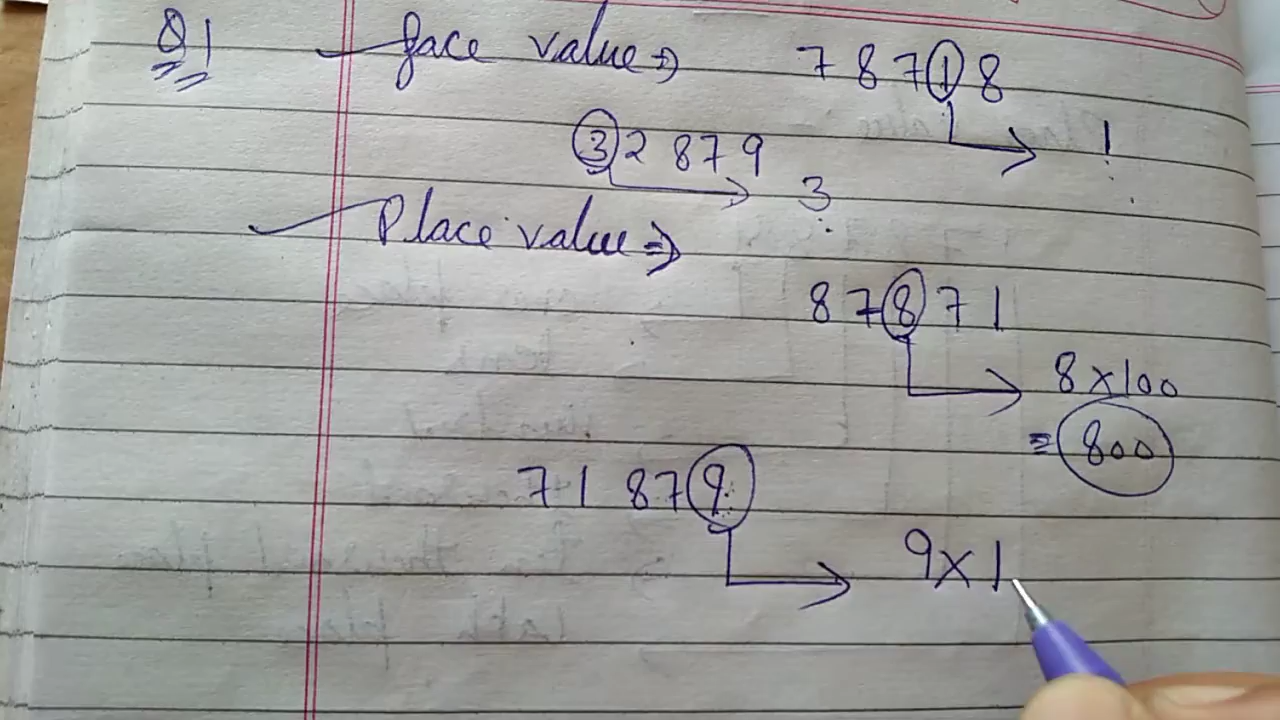 Q1 face value ⇒ 7 8 7 1 8
3 2 8 7 9 → 1
3
Place value ⇒
8 7 8 7 1
8 × 100
= 800
7 1 8 7 9
9 × 1